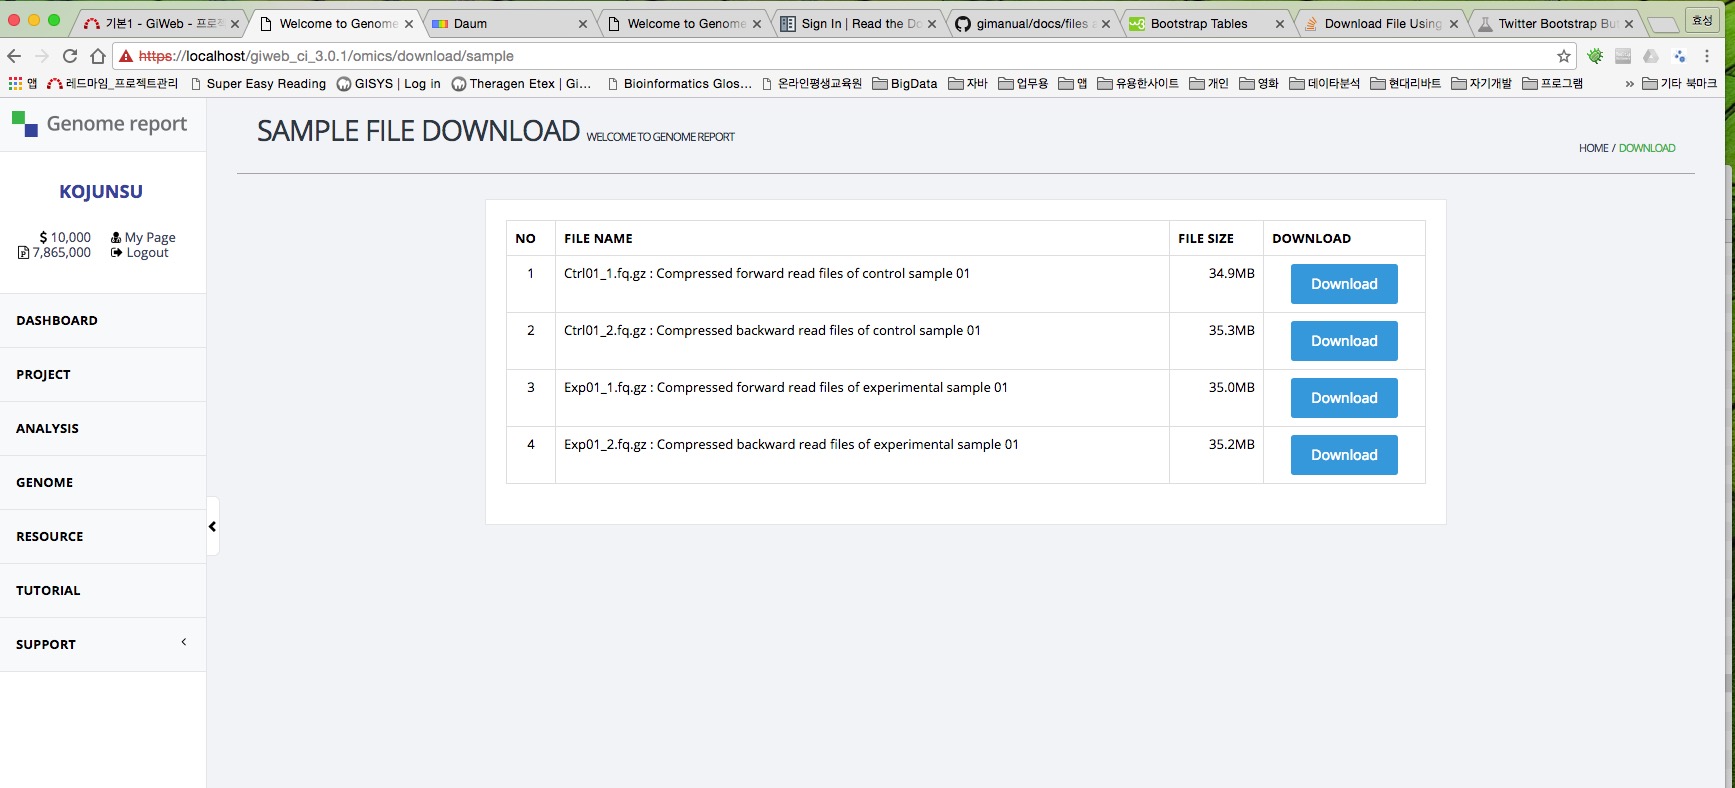 기본1 - GiWeb - 프로젝
Welcome to Genome
Daum
Welcome to Genome
Sign In | Read the Do
gimanual/docs/files a
Bootstrap Tables
Download File Using
Twitter Bootstrap But
효성
https://localhost/giweb_ci_3.0.1/omics/download/sample
앱
레드마임_프로젝트관리
Super Easy Reading
GISYS | Log in
Theragen Etex | Gi...
Bioinformatics Glos...
온라인평생교육원
BigData
자바
업무용
앱
유용한사이트
개인
영화
데이타분석
현대리바트
자기개발
프로그램
»
기타 북마크
Genome report
SAMPLE FILE DOWNLOAD WELCOME TO GENOME REPORT
HOME / DOWNLOAD
KOJUNSU
$ 10,000 My Page
7,865,000 Logout
DASHBOARD
PROJECT
ANALYSIS
GENOME
RESOURCE
TUTORIAL
SUPPORT
NO FILE NAME FILE SIZE DOWNLOAD
1 Ctrl01_1.fq.gz : Compressed forward read files of control sample 01 34.9MB Download
2 Ctrl01_2.fq.gz : Compressed backward read files of control sample 01 35.3MB Download
3 Exp01_1.fq.gz : Compressed forward read files of experimental sample 01 35.0MB Download
4 Exp01_2.fq.gz : Compressed backward read files of experimental sample 01 35.2MB Download